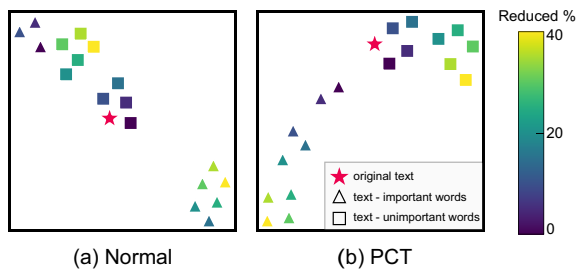 Reduced %
40
20
0
original text
text - important words
text - unimportant words
(a) Normal
(b) PCT